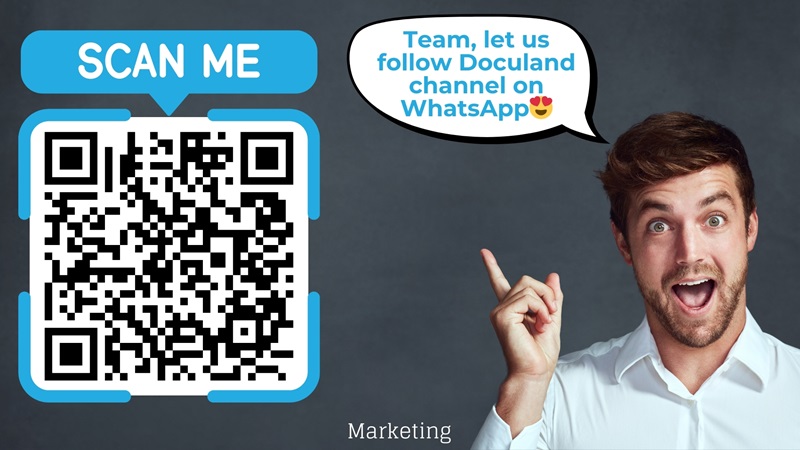 SCAN ME
Team, let us
follow Doculand
channel on
WhatsApp😍
Marketing